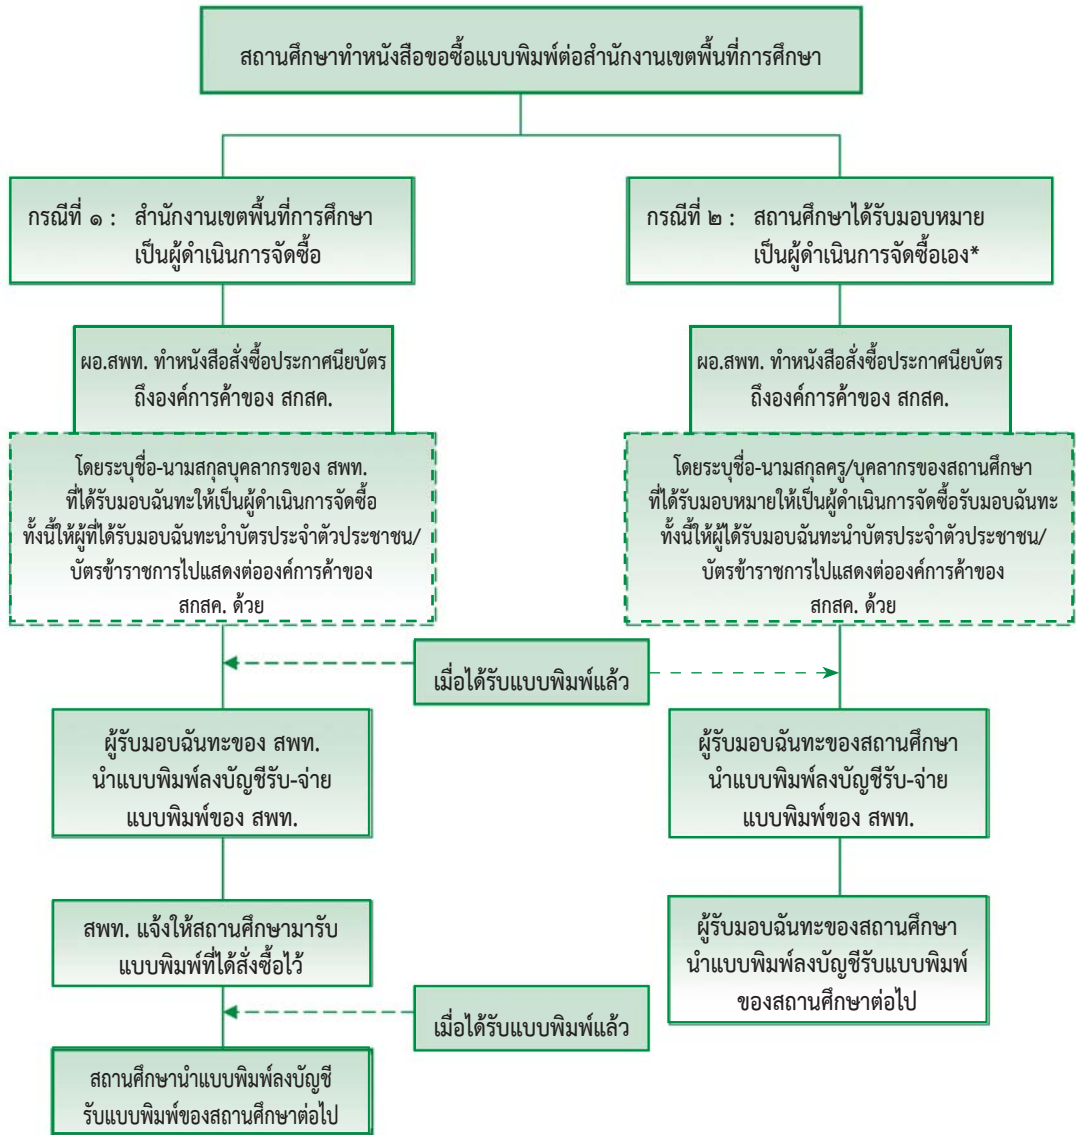 สถานศึกษาทำหนังสือขอซื้อแบบพิมพ์ต่อสำนักงานเขตพื้นที่การศึกษา
กรณีที่ ๑ : สำนักงานเขตพื้นที่การศึกษา
เป็นผู้ดำเนินการจัดซื้อ
กรณีที่ ๒ : สถานศึกษาได้รับมอบหมาย
เป็นผู้ดำเนินการจัดซื้อเอง*
ผอ.สพท. ทำหนังสือสั่งซื้อประกาศนียบัตร
ถึงองค์การค้าของ สกสค.
ผอ.สพท. ทำหนังสือสั่งซื้อประกาศนียบัตร
ถึงองค์การค้าของ สกสค.
โดยระบุชื่อ-นามสกุลบุคลากรของ สพท.
ที่ได้รับมอบฉันทะให้เป็นผู้ดำเนินการจัดซื้อ
ทั้งนี้ให้ผู้ที่ได้รับมอบฉันทะนำบัตรประจำตัวประชาชน/
บัตรข้าราชการไปแสดงต่อองค์การค้าของ
สกสค. ด้วย
โดยระบุชื่อ-นามสกุลครู/บุคลากรของสถานศึกษา
ที่ได้รับมอบหมายให้เป็นผู้ดำเนินการจัดซื้อรับมอบฉันทะ
ทั้งนี้ให้ผู้ได้รับมอบฉันทะนำบัตรประจำตัวประชาชน/
บัตรข้าราชการไปแสดงต่อองค์การค้าของ
สกสค. ด้วย
เมื่อได้รับแบบพิมพ์แล้ว
ผู้รับมอบฉันทะของ สพท.
นำแบบพิมพ์ลงบัญชีรับ-จ่าย
แบบพิมพ์ของ สพท.
ผู้รับมอบฉันทะของสถานศึกษา
นำแบบพิมพ์ลงบัญชีรับ-จ่าย
แบบพิมพ์ของ สพท.
สพท. แจ้งให้สถานศึกษามารับ
แบบพิมพ์ที่ได้สั่งซื้อไว้
ผู้รับมอบฉันทะของสถานศึกษา
นำแบบพิมพ์ลงบัญชีรับแบบพิมพ์
ของสถานศึกษาต่อไป
เมื่อได้รับแบบพิมพ์แล้ว
สถานศึกษานำแบบพิมพ์ลงบัญชี
รับแบบพิมพ์ของสถานศึกษาต่อไป